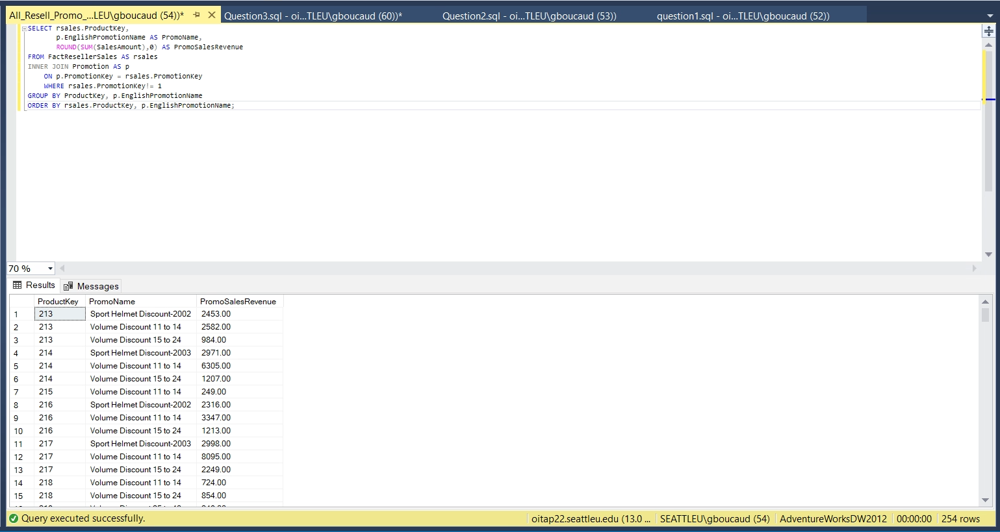 All_Resell_Promo_...LEU\gboucaud (54))* Question3.sql - oi...TLEU\gboucaud (60))* Question2.sql - oi...TLEU\gboucaud (53)) question1.sql - oi...TLEU\gboucaud (52))
SELECT rsales.ProductKey,
p.EnglishPromotionName AS PromoName,
ROUND(SUM(SalesAmount),0) AS PromoSalesRevenue
FROM FactResellerSales AS rsales
INNER JOIN Promotion AS p
ON p.PromotionKey = rsales.PromotionKey
WHERE rsales.PromotionKey!= 1
GROUP BY ProductKey, p.EnglishPromotionName
ORDER BY rsales.ProductKey, p.EnglishPromotionName;
70 %
Results Messages
ProductKey PromoName PromoSalesRevenue
1 213 Sport Helmet Discount-2002 2453.00
2 213 Volume Discount 11 to 14 2582.00
3 213 Volume Discount 15 to 24 984.00
4 214 Sport Helmet Discount-2003 2971.00
5 214 Volume Discount 11 to 14 6305.00
6 214 Volume Discount 15 to 24 1207.00
7 215 Volume Discount 11 to 14 249.00
8 216 Sport Helmet Discount-2002 2316.00
9 216 Volume Discount 11 to 14 3347.00
10 216 Volume Discount 15 to 24 1213.00
11 217 Sport Helmet Discount-2003 2998.00
12 217 Volume Discount 11 to 14 8095.00
13 217 Volume Discount 15 to 24 2249.00
14 218 Volume Discount 11 to 14 724.00
15 218 Volume Discount 15 to 24 854.00
Query executed successfully. oitap22.seattleu.edu (13.0 ... SEATTLEU\gboucaud (54) AdventureWorksDW2012 00:00:00 254 rows